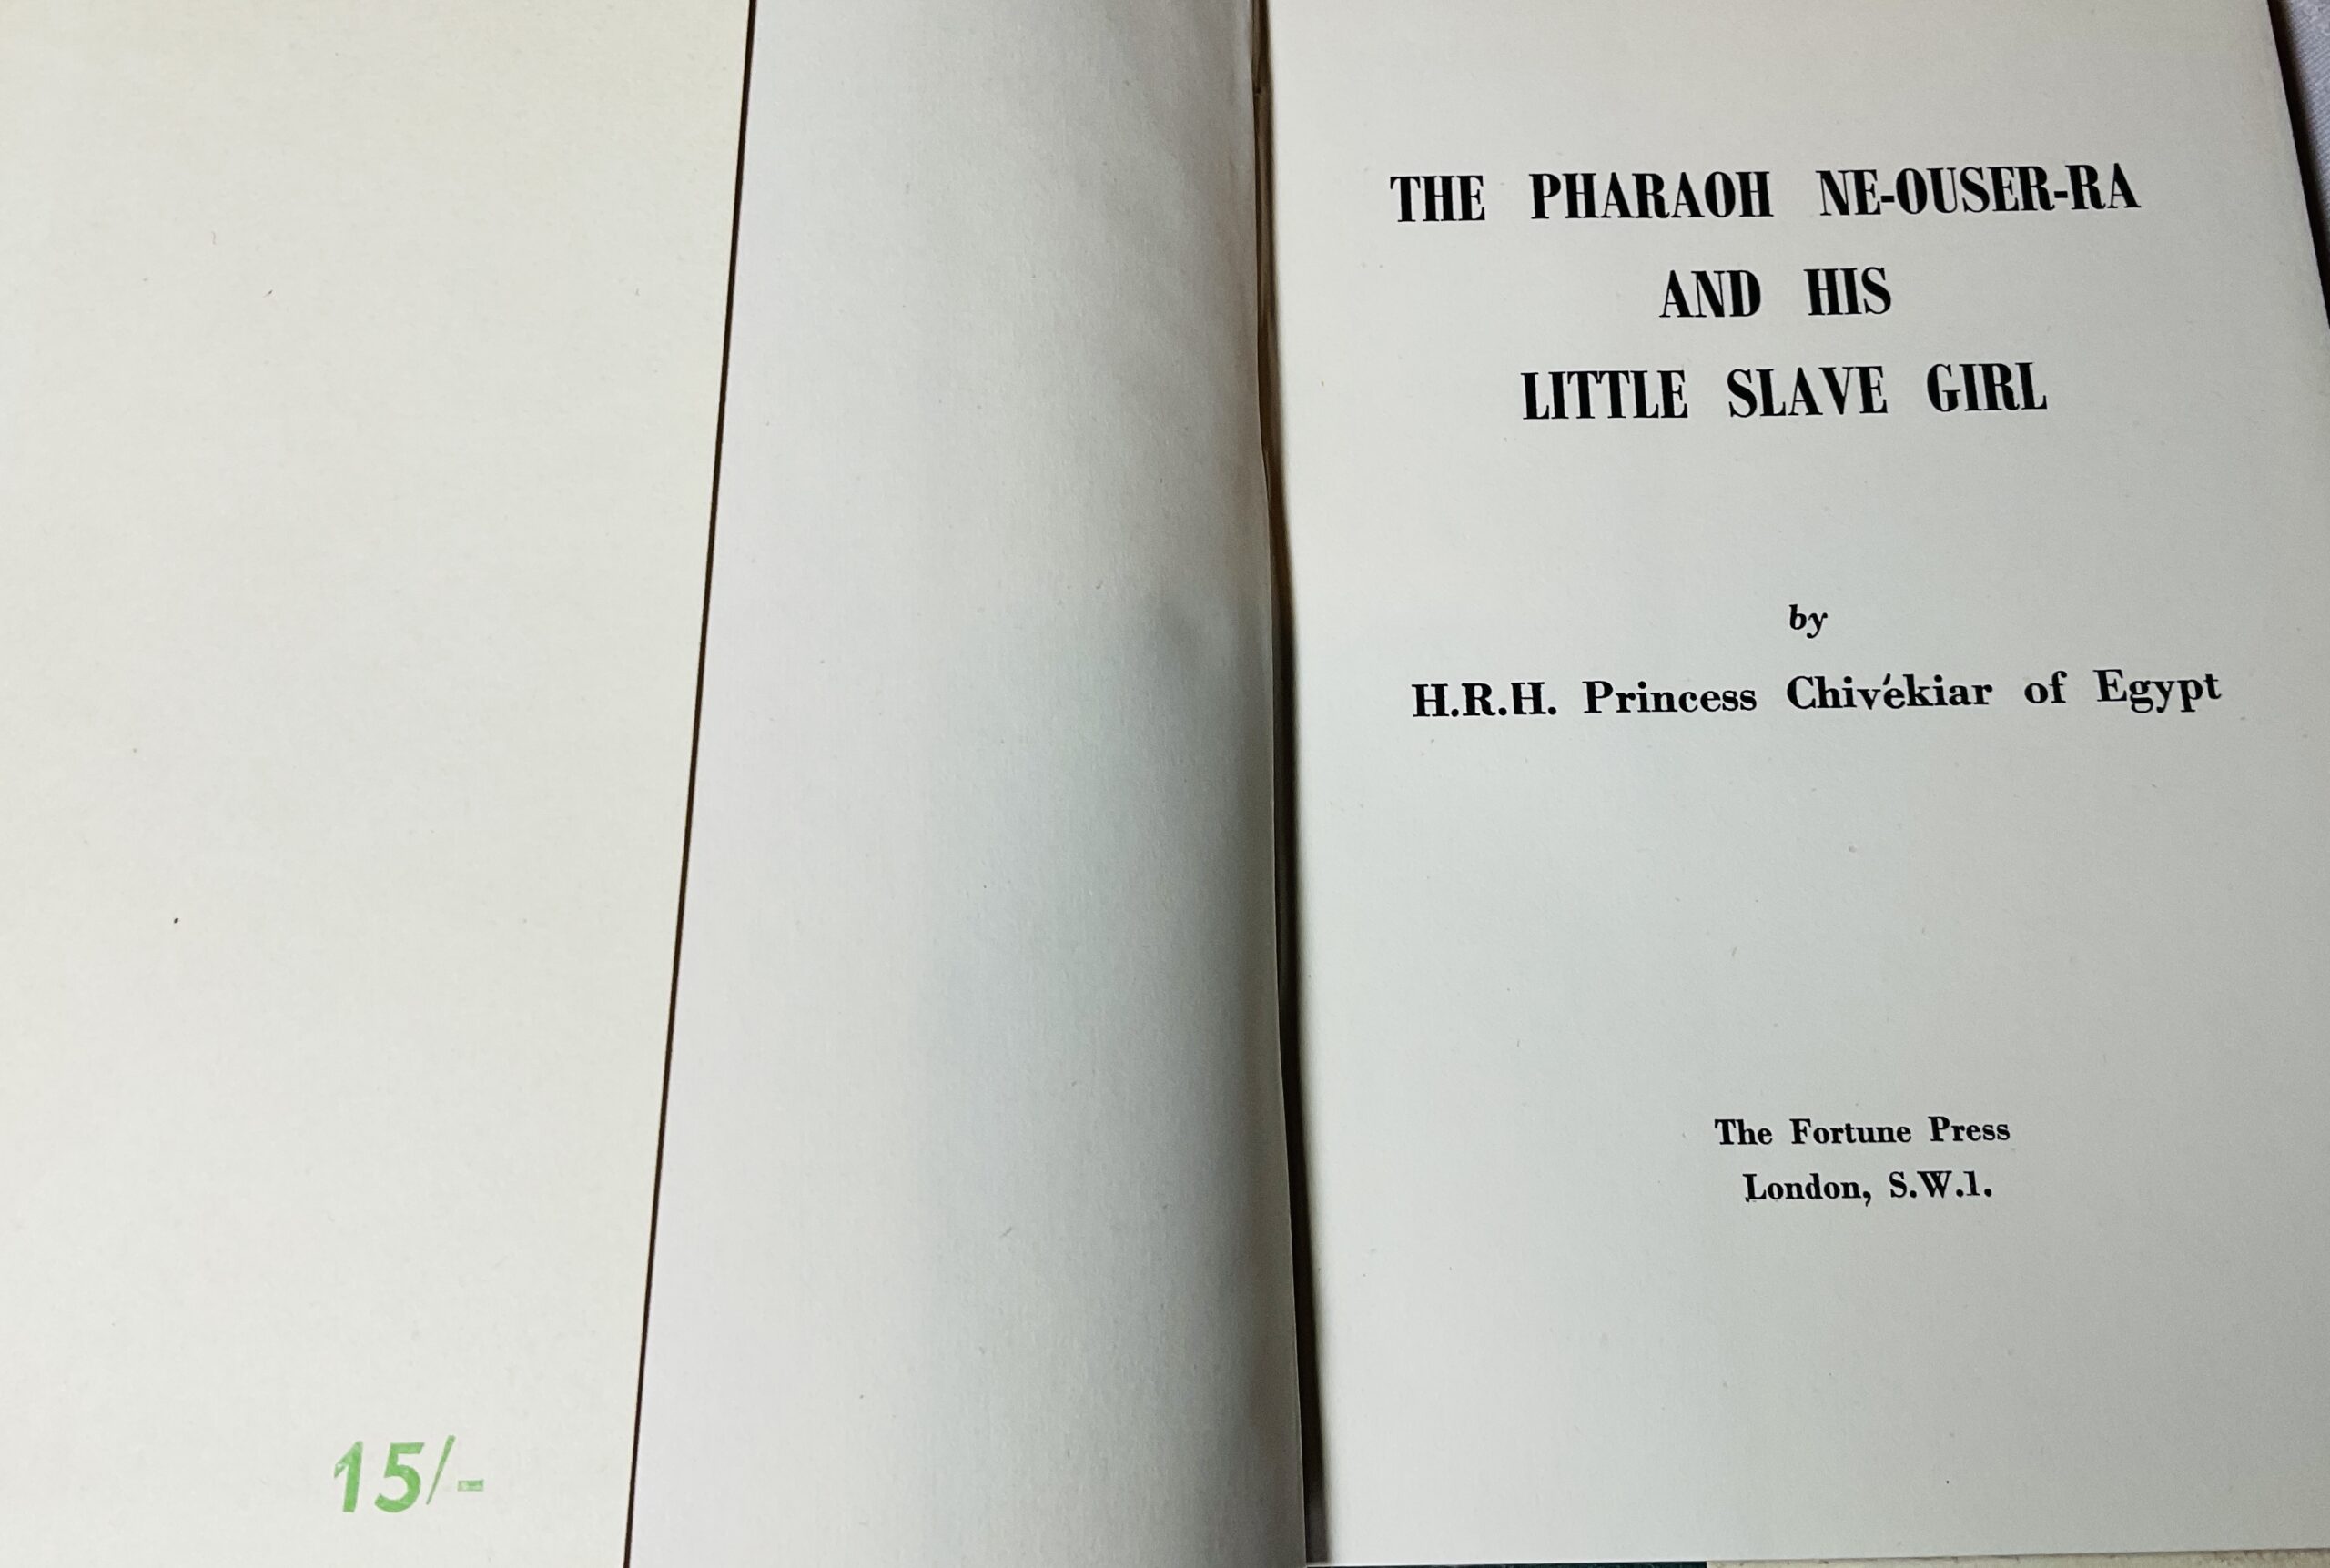 15/-
THE PHARAOH NE-OUSER-RA
AND HIS
LITTLE SLAVE GIRL
by
H.R.H. Princess Chivékiar of Egypt
The Fortune Press
London, S.W.1.